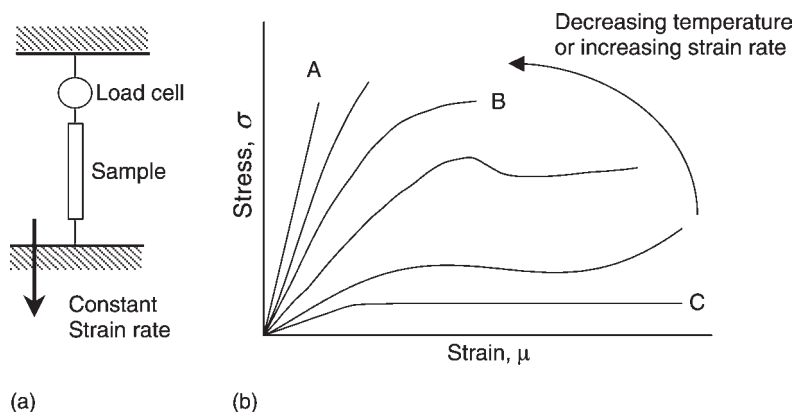 Load cell
Sample
Constant
Strain rate
(a)
Decreasing temperature
or increasing strain rate
A
B
C
Stress, σ
Strain, μ
(b)